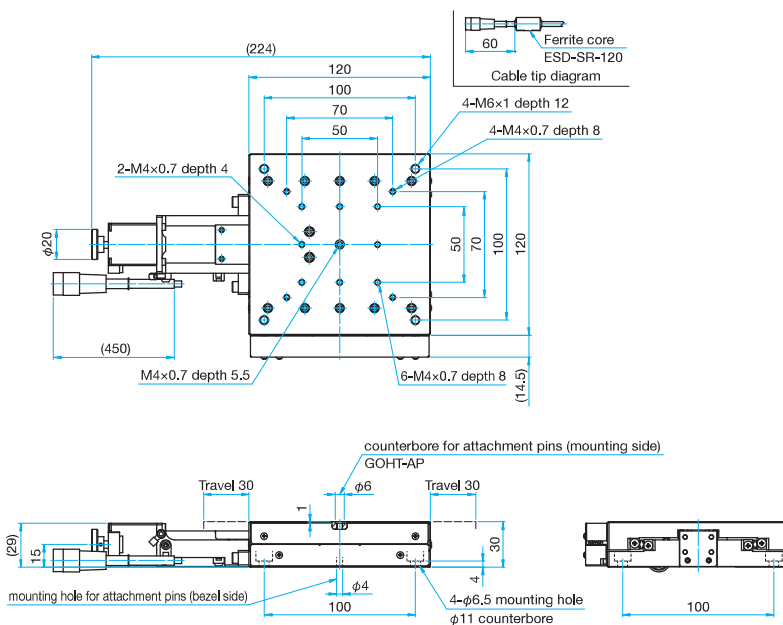 60
Ferrite core
ESD-SR-120
Cable tip diagram
(224)
120
100
70
50
4-M6×1 depth 12
4-M4×0.7 depth 8
2-M4×0.7 depth 4
φ20
50
70
100
120
(450)
M4×0.7 depth 5.5
6-M4×0.7 depth 8
(14.5)
counterbore for attachment pins (mounting side)
GOHT-AP
Travel 30
φ6
Travel 30
1
(29)
15
30
4
mounting hole for attachment pins (bezel side)
φ4
100
4-φ6.5 mounting hole
φ11 counterbore
100